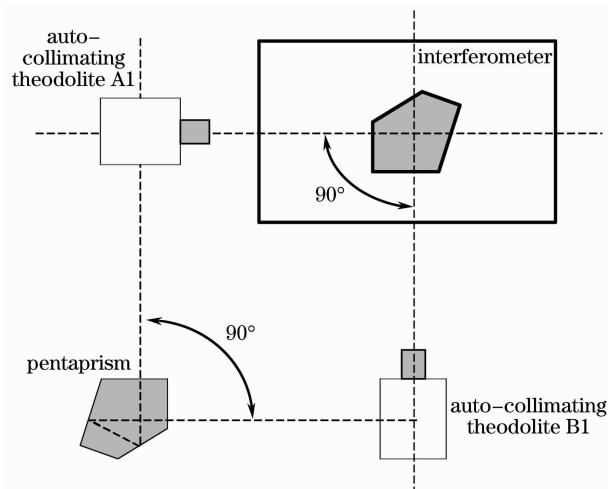 auto-
collimating
theodolite A1
interferometer
90°
90°
pentaprism
auto-collimating
theodolite B1